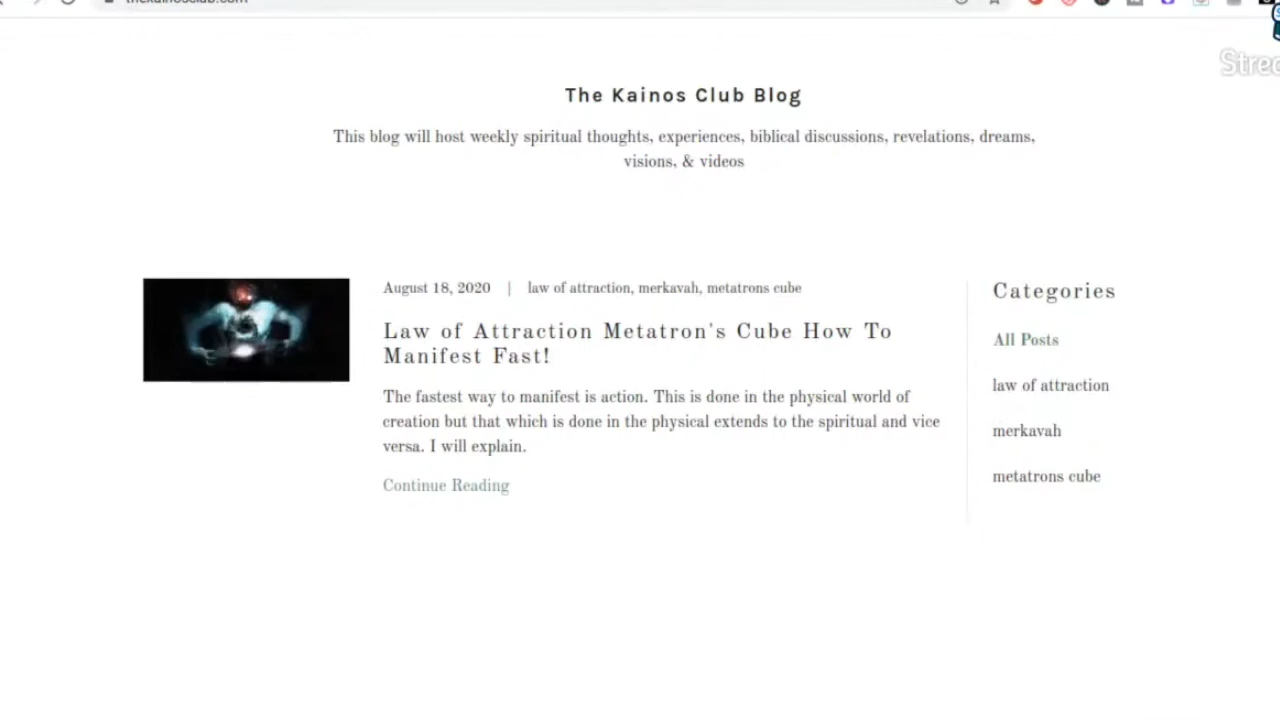 The Kainos Club Blog
This blog will host weekly spiritual thoughts, experiences, biblical discussions, revelations, dreams,
visions, & videos
August 18, 2020 | law of attraction, merkavah, metatrons cube
Law of Attraction Metatron's Cube How To
Manifest Fast!
The fastest way to manifest is action. This is done in the physical world of
creation but that which is done in the physical extends to the spiritual and vice
versa. I will explain.
Continue Reading
Categories
All Posts
law of attraction
merkavah
metatrons cube